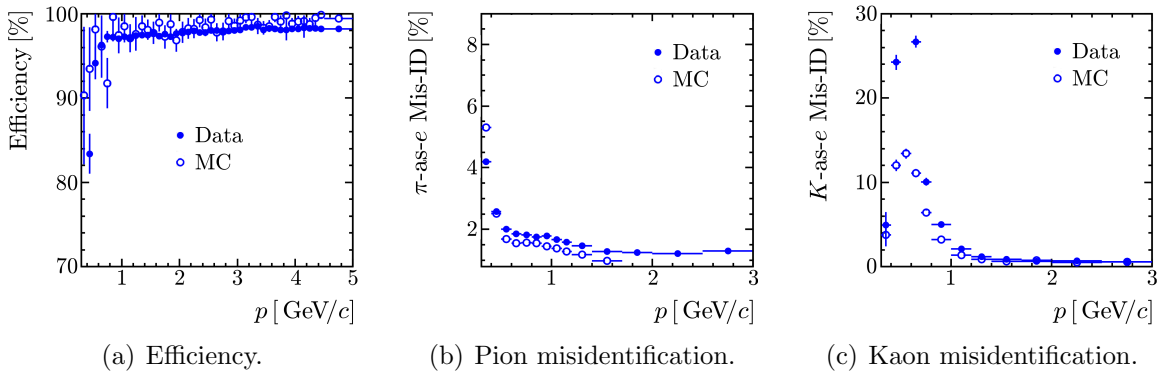 Efficiency [%]
100
90
80
70
Data
MC
1 2 3 4 5
p [ GeV/c]
(a) Efficiency.
π-as-e Mis-ID [%]
8
6
4
2
Data
MC
1 2 3
p [ GeV/c]
(b) Pion misidentification.
K-as-e Mis-ID [%]
30
20
10
0
Data
MC
1 2 3
p [ GeV/c]
(c) Kaon misidentification.